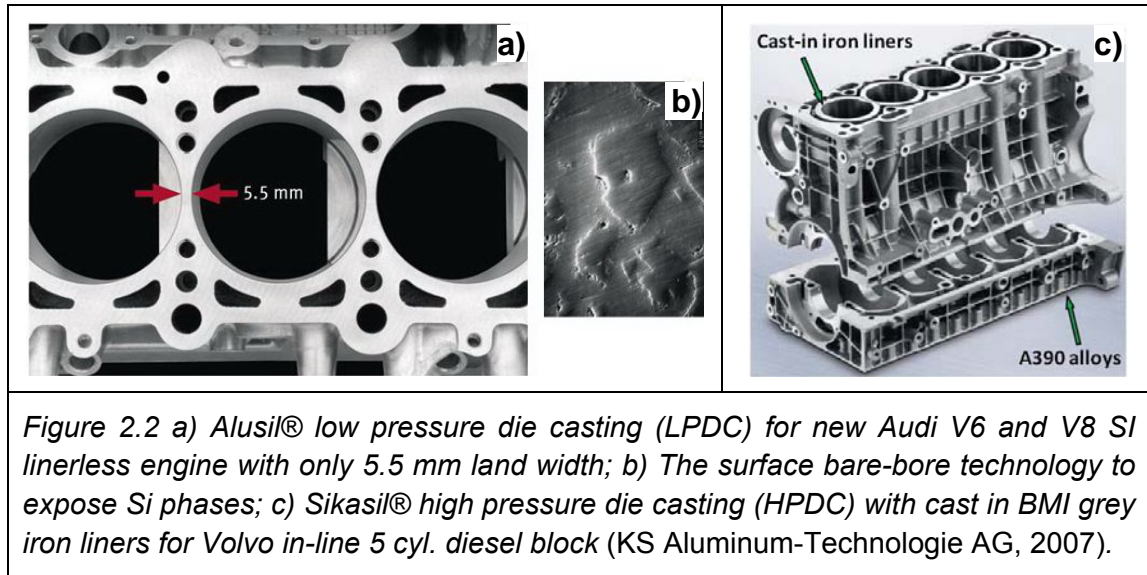 a)
5.5 mm
b)
c)
Cast-in iron liners
A390 alloys
Figure 2.2 a) Alusil® low pressure die casting (LPDC) for new Audi V6 and V8 SI
linerless engine with only 5.5 mm land width; b) The surface bare-bore technology to
expose Si phases; c) Sikasil® high pressure die casting (HPDC) with cast in BMI grey
iron liners for Volvo in-line 5 cyl. diesel block (KS Aluminum-Technologie AG, 2007).